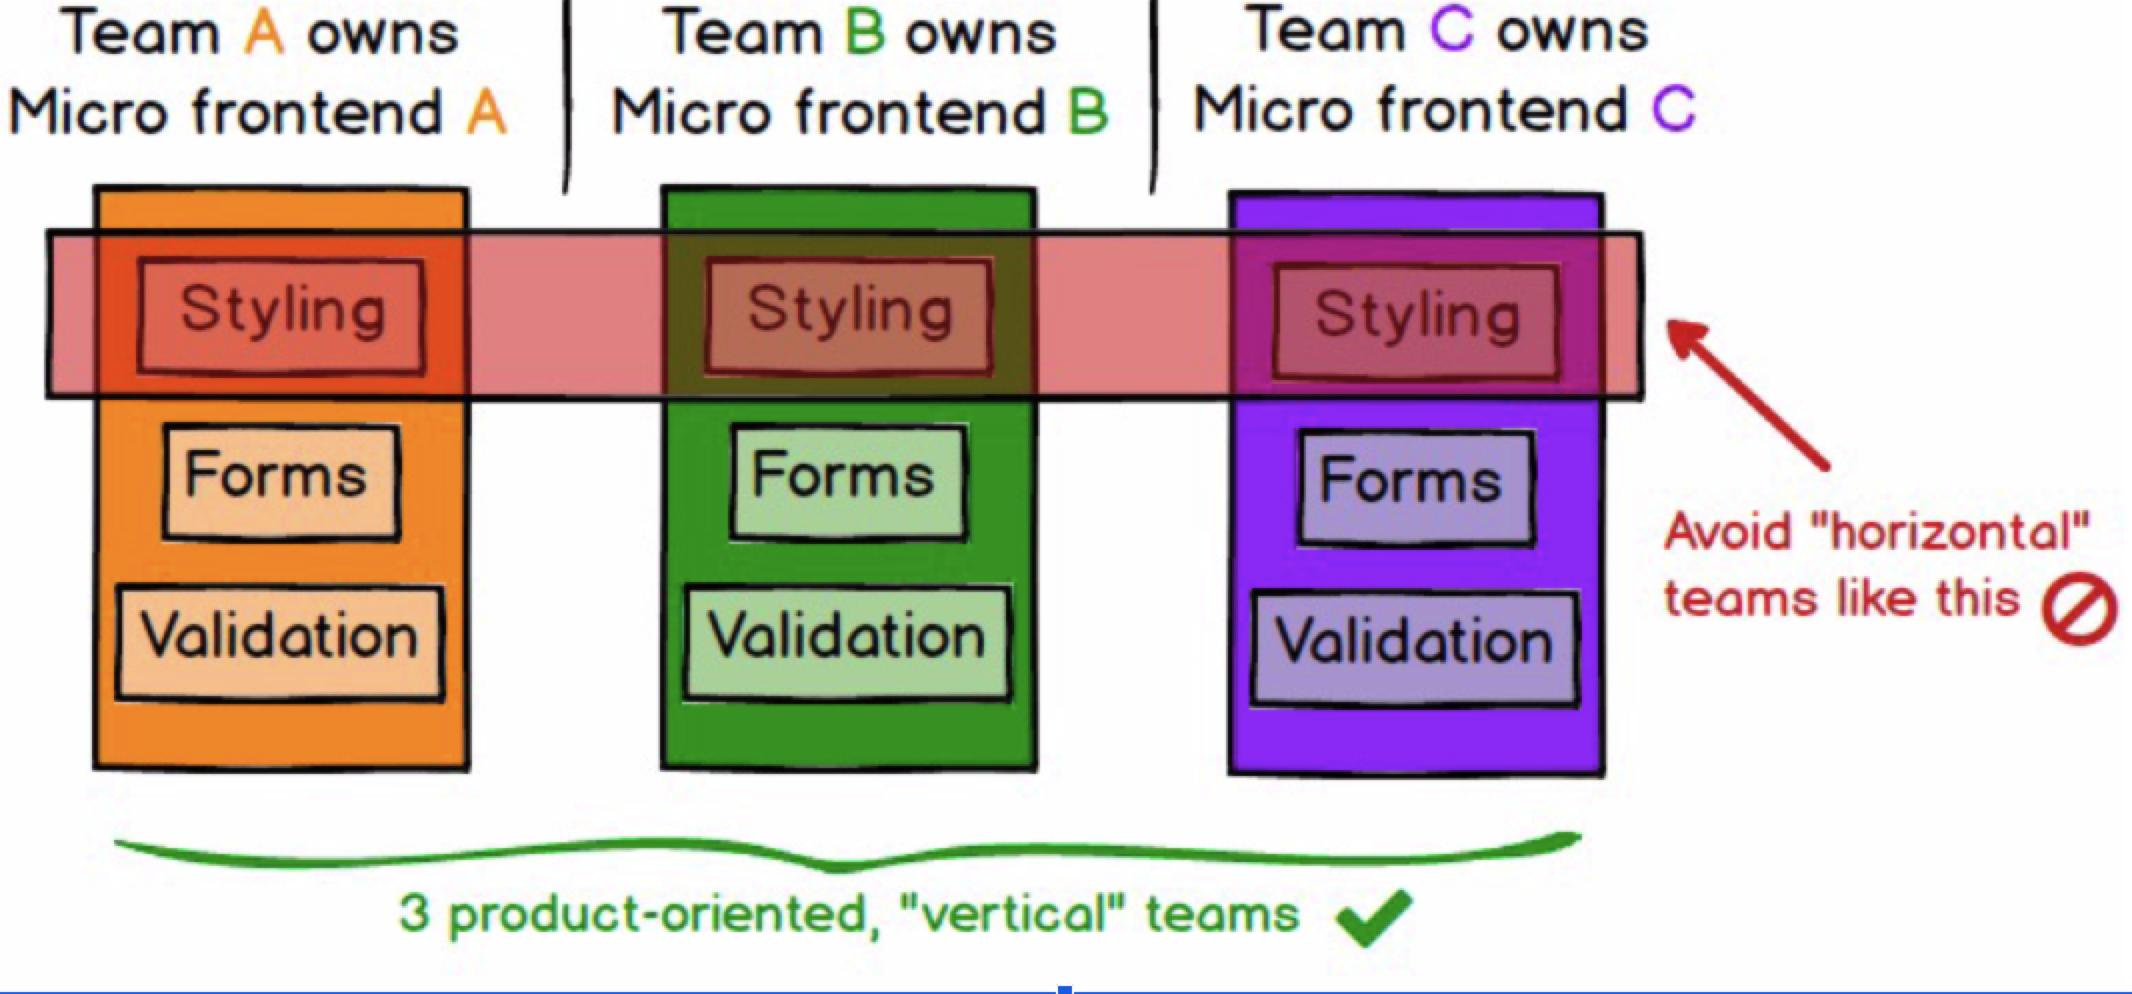 Team A owns
Micro frontend A
Team B owns
Micro frontend B
Team C owns
Micro frontend C
Styling
Styling
Styling
Forms
Forms
Forms
Validation
Validation
Validation
Avoid "horizontal"
teams like this
3 product-oriented, "vertical" teams